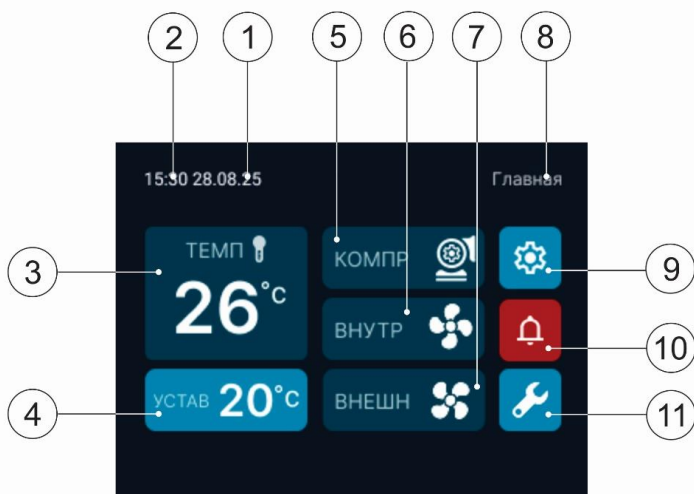 2 1 5 6 7 8
15:30 28.08.25 Главная
3
ТЕМП
26°C
КОМПР
9
ВНУТР
10
4
УСТАВ 20°C
ВНЕШН
11